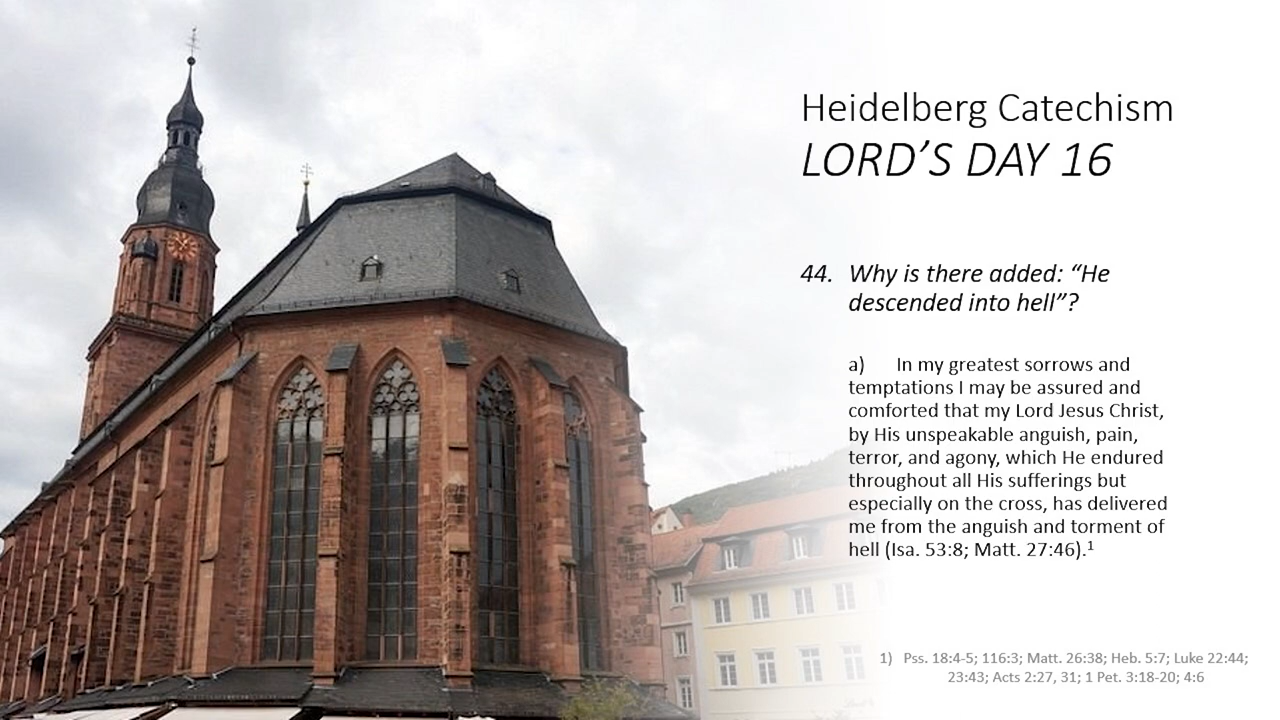 Heidelberg Catechism
LORD’S DAY 16
44. Why is there added: “He
descended into hell”?
a) In my greatest sorrows and
temptations I may be assured and
comforted that my Lord Jesus Christ,
by His unspeakable anguish, pain,
terror, and agony, which He endured
throughout all His sufferings but
especially on the cross, has delivered
me from the anguish and torment of
hell (Isa. 53:8; Matt. 27:46).¹
1) Pss. 18:4-5; 116:3; Matt. 26:38; Heb. 5:7; Luke 22:44;
23:43; Acts 2:27, 31; 1 Pet. 3:18-20; 4:6